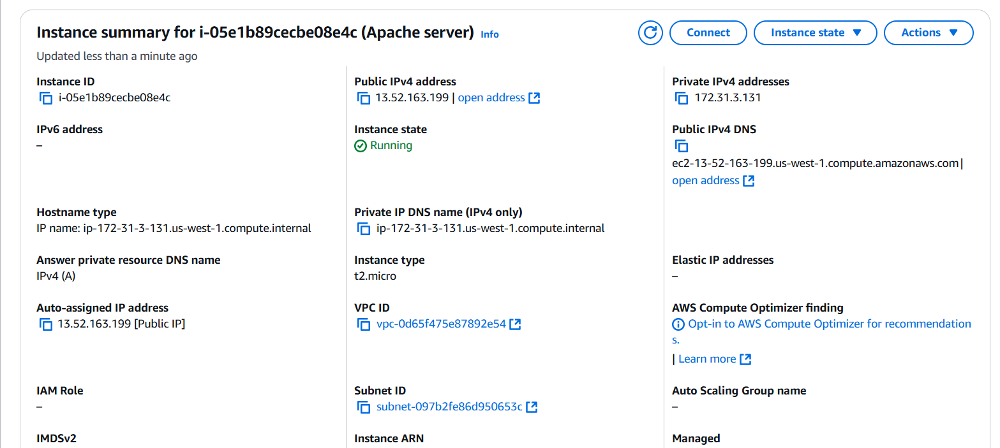 Instance summary for i-05e1b89cecbe08e4c (Apache server) Info
Connect
Instance state
Actions
Updated less than a minute ago
Instance ID
i-05e1b89cecbe08e4c
Public IPv4 address
13.52.163.199 | open address
Private IPv4 addresses
172.31.3.131
IPv6 address
–
Instance state
Running
Public IPv4 DNS
ec2-13-52-163-199.us-west-1.compute.amazonaws.com |
open address
Hostname type
IP name: ip-172-31-3-131.us-west-1.compute.internal
Private IP DNS name (IPv4 only)
ip-172-31-3-131.us-west-1.compute.internal
Answer private resource DNS name
IPv4 (A)
Instance type
t2.micro
Elastic IP addresses
–
Auto-assigned IP address
13.52.163.199 [Public IP]
VPC ID
vpc-0d65f475e87892e54
AWS Compute Optimizer finding
Opt-in to AWS Compute Optimizer for recommendation
s.
| Learn more
IAM Role
–
Subnet ID
subnet-097b2fe86d950653c
Auto Scaling Group name
–
IMDSv2
Instance ARN
Managed